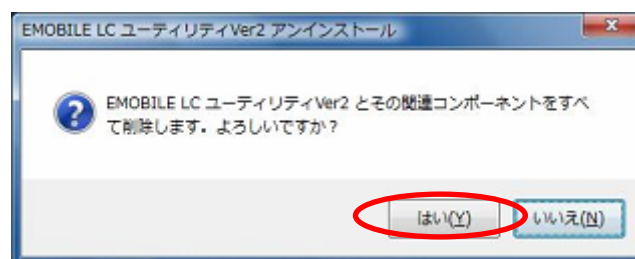 EMOBILE LC ユーティリティVer2 アンインストール
EMOBILE LC ユーティリティVer2 とその関連コンポーネントをすべ
て削除します。よろしいですか？
はい(Y)
いいえ(N)